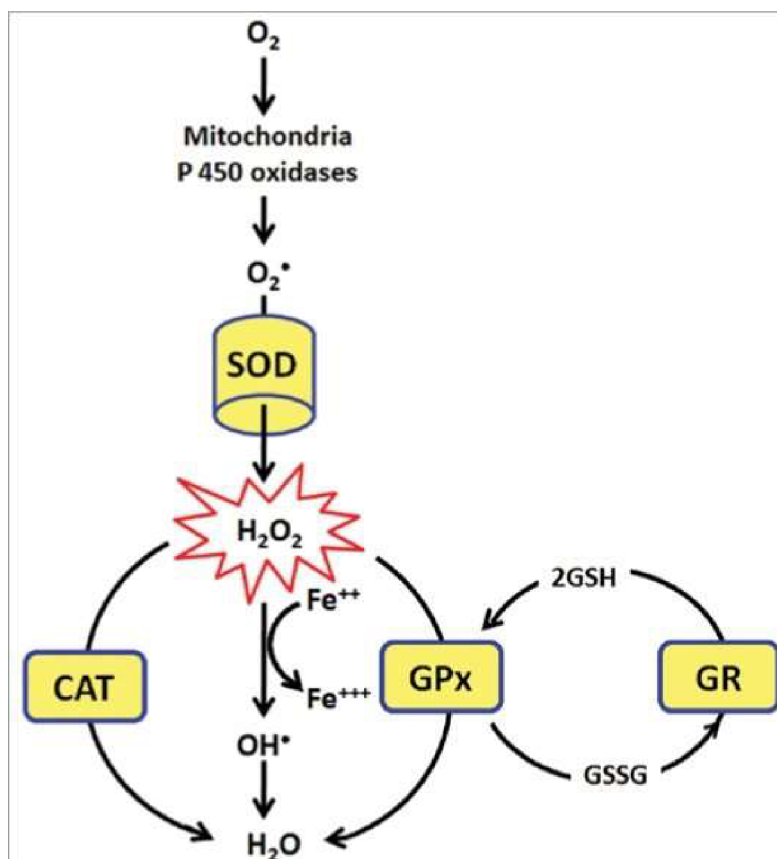 O₂
Mitochondria
P 450 oxidases
O₂•
SOD
H₂O₂
Fe⁺⁺
2GSH
CAT
GPx
GR
Fe⁺⁺⁺
OH•
GSSG
H₂O